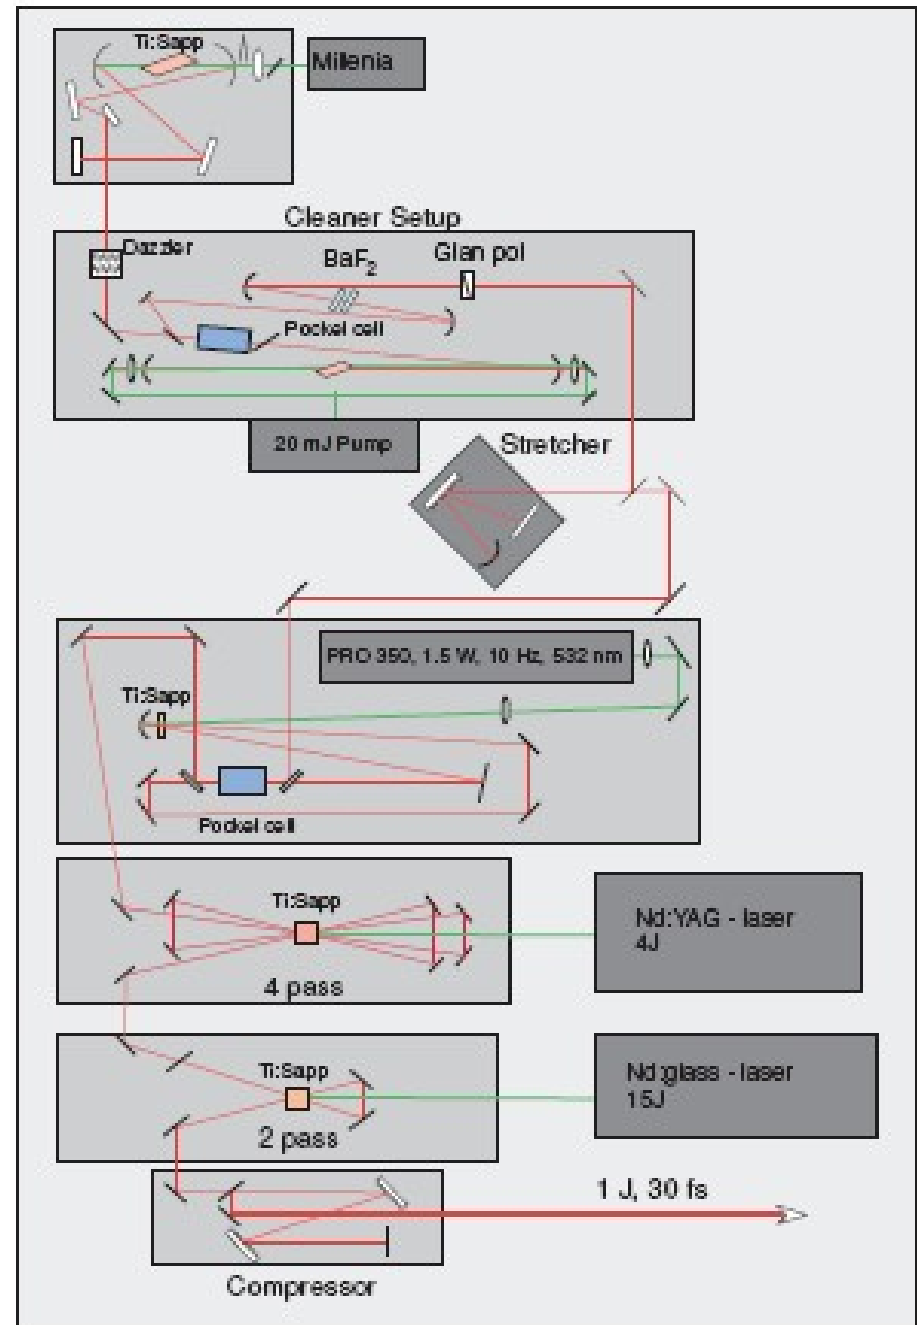 Ti:Sapp
Millenia
Cleaner Setup
Dazzler
BaF2
Glan pol
Pockel cell
20 mJ Pump
Stretcher
PRO 350, 1.5 W, 10 Hz, 532 nm
Ti:Sapp
Pockel cell
Ti:Sapp
4 pass
Nd:YAG - laser
4J
Ti:Sapp
2 pass
Nd:glass - laser
15J
1 J, 30 fs
Compressor